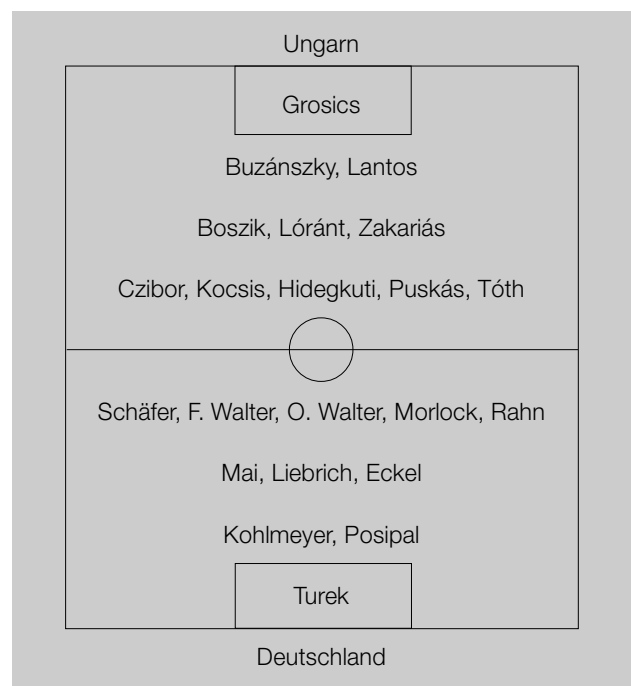 Ungarn
Grosics
Buzánszky, Lantos
Boszik, Lóránt, Zakariás
Czibor, Kocsis, Hidegkuti, Puskás, Tóth
Schäfer, F. Walter, O. Walter, Morlock, Rahn
Mai, Liebrich, Eckel
Kohlmeyer, Posipal
Turek
Deutschland